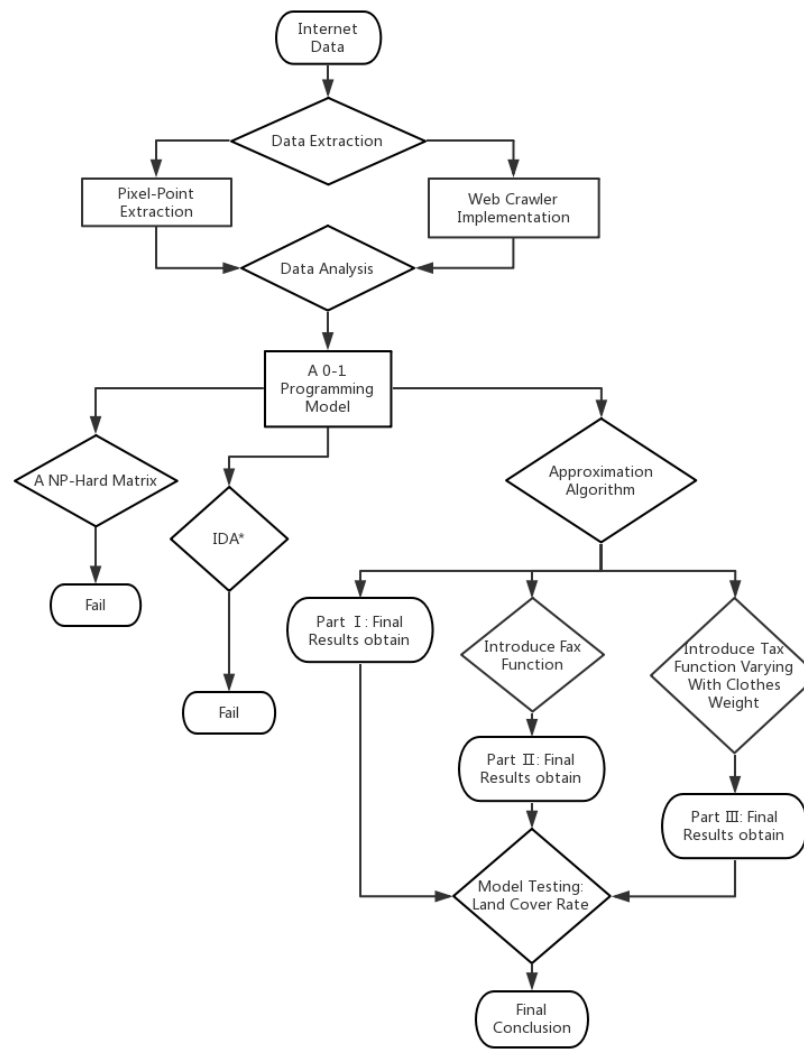 Internet
Data
Data Extraction
Pixel-Point
Extraction
Web Crawler
Implementation
Data Analysis
A 0-1
Programming
Model
A NP-Hard Matrix
IDA*
Approximation
Algorithm
Fail
Fail
Part Ⅰ: Final
Results obtain
Introduce Fax
Function
Introduce Tax
Function Varying
With Clothes
Weight
Part Ⅱ: Final
Results obtain
Part Ⅲ: Final
Results obtain
Model Testing:
Land Cover Rate
Final
Conclusion